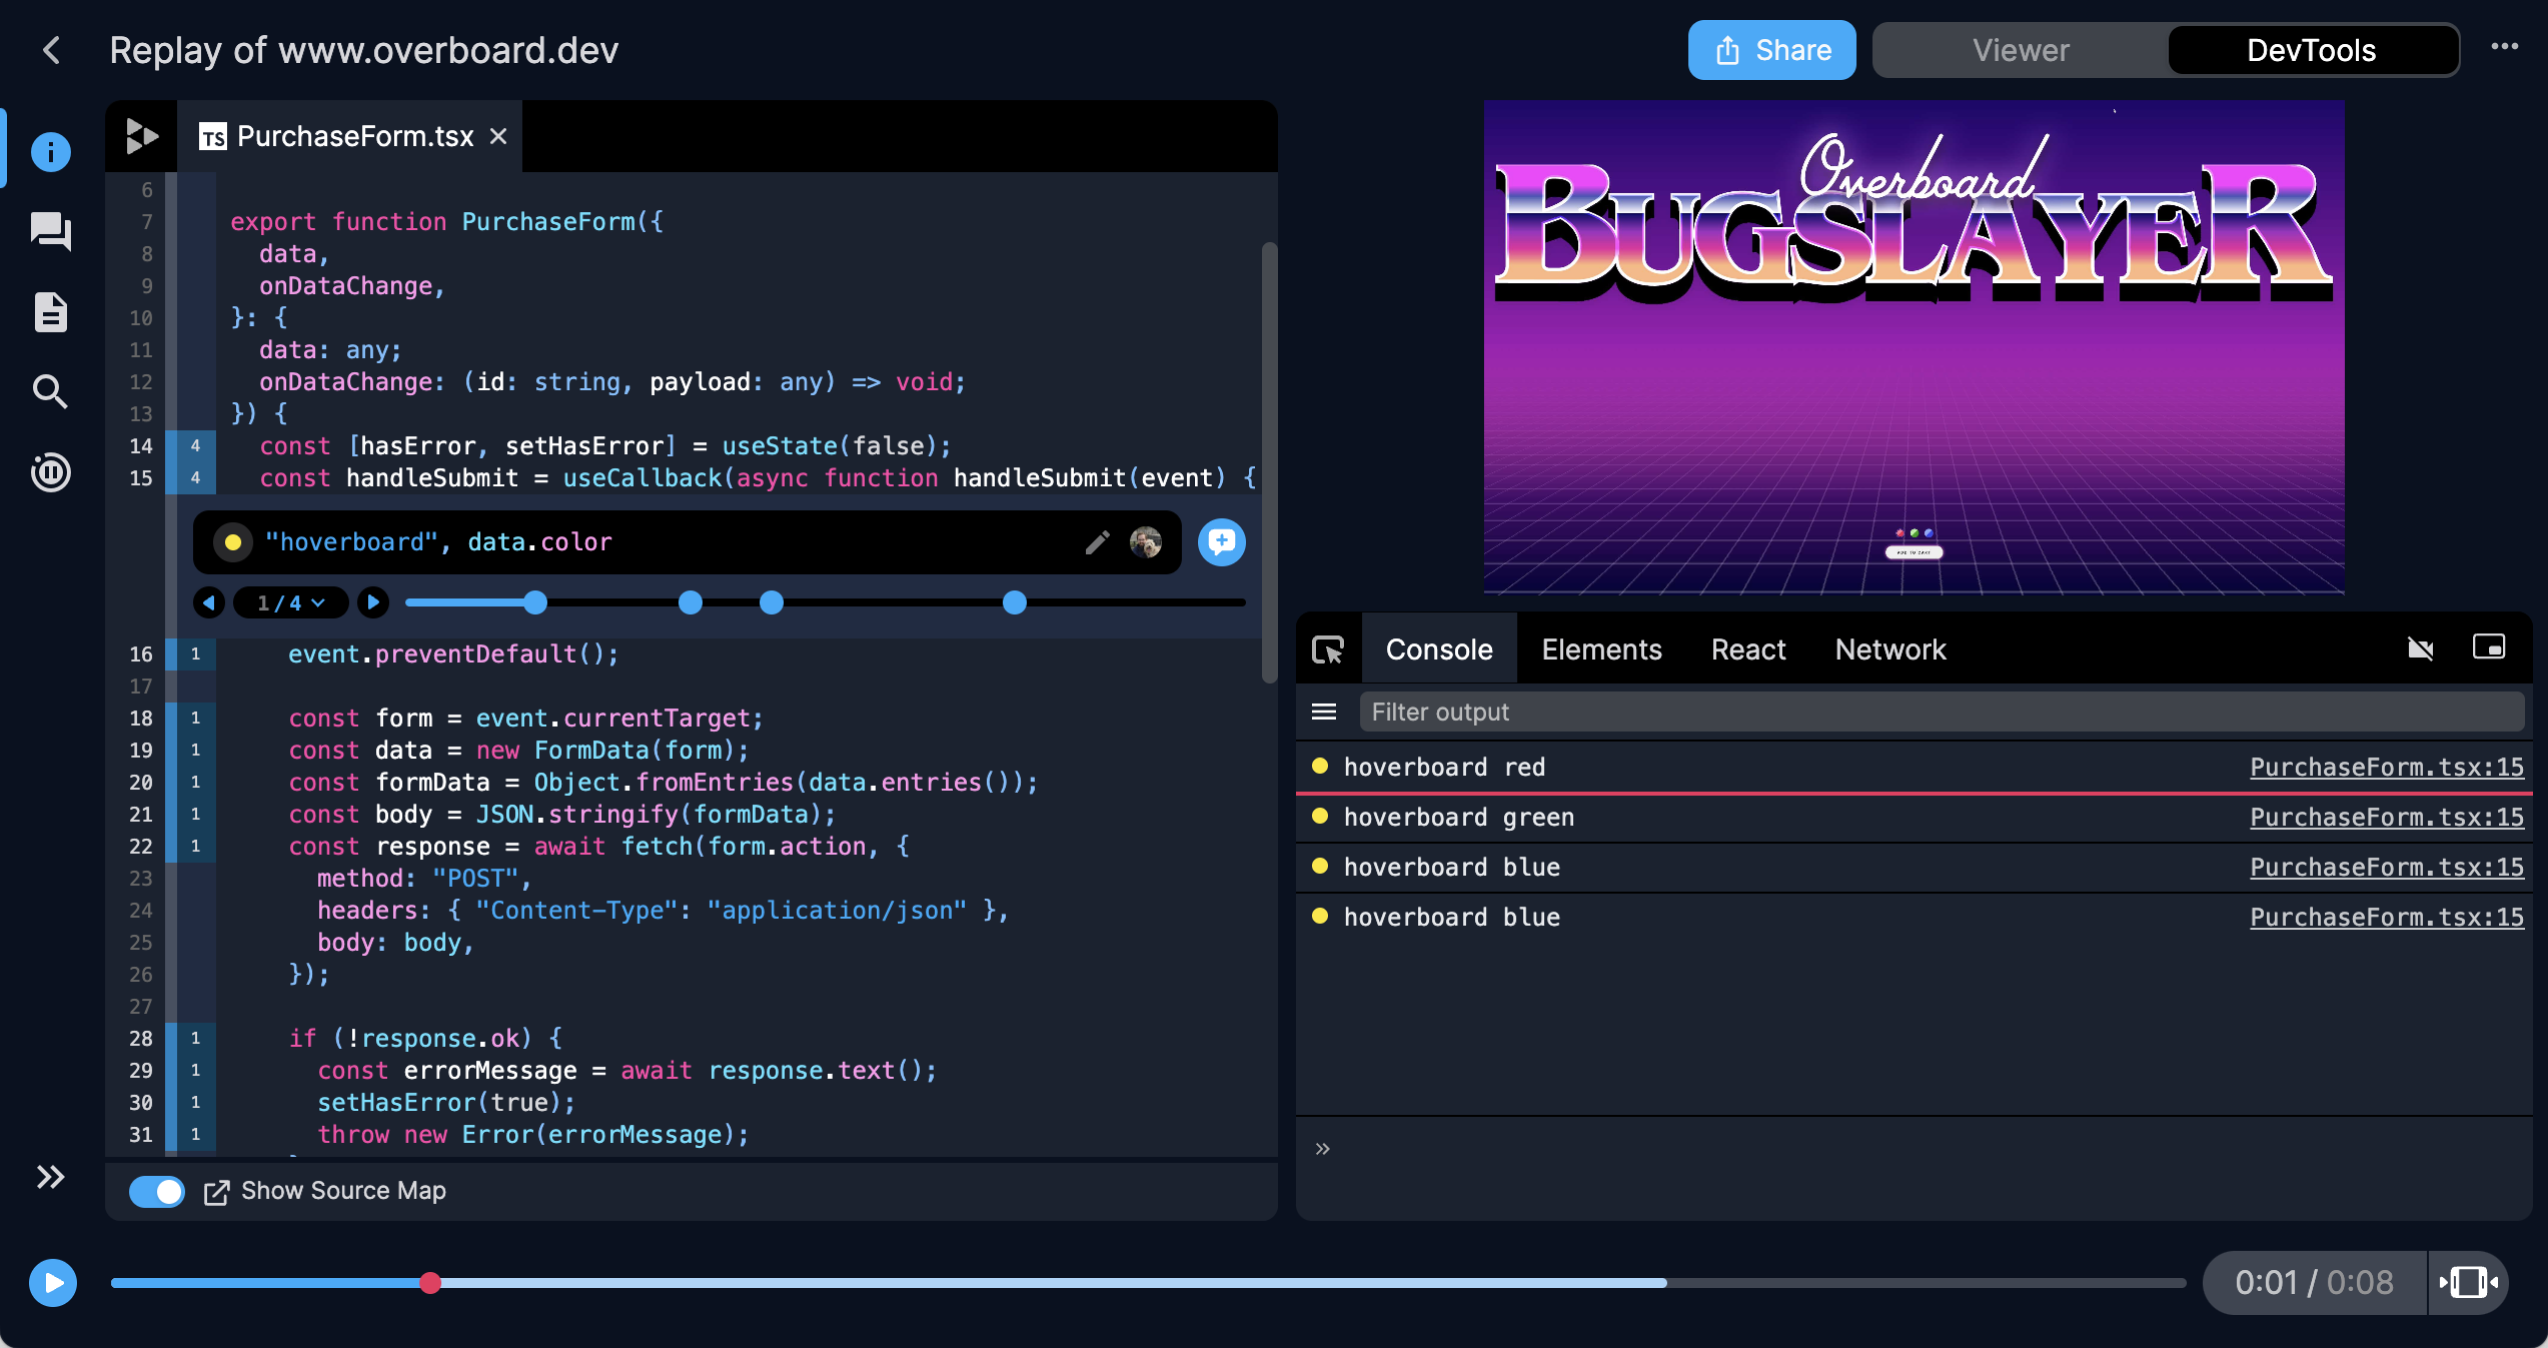 Replay of www.overboard.dev
Share
Viewer
DevTools
TS PurchaseForm.tsx
6
7 export function PurchaseForm({
8 data,
9 onDataChange,
10 }: {
11 data: any;
12 onDataChange: (id: string, payload: any) => void;
13 }) {
14 4 const [hasError, setHasError] = useState(false);
15 4 const handleSubmit = useCallback(async function handleSubmit(event) {
"hoverboard", data.color
1/4
16 1 event.preventDefault();
17
18 1 const form = event.currentTarget;
19 1 const data = new FormData(form);
20 1 const formData = Object.fromEntries(data.entries());
21 1 const body = JSON.stringify(formData);
22 1 const response = await fetch(form.action, {
23 method: "POST",
24 headers: { "Content-Type": "application/json" },
25 body: body,
26 });
27
28 1 if (!response.ok) {
29 1 const errorMessage = await response.text();
30 1 setHasError(true);
31 1 throw new Error(errorMessage);
Show Source Map
Overboard
BUGSLAYER
ADD TO CART
Console Elements React Network
Filter output
hoverboard red PurchaseForm.tsx:15
hoverboard green PurchaseForm.tsx:15
hoverboard blue PurchaseForm.tsx:15
hoverboard blue PurchaseForm.tsx:15
0:01 / 0:08